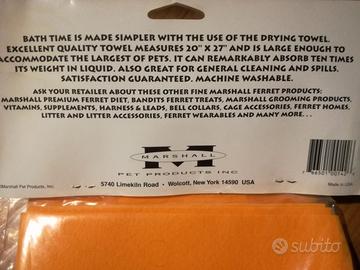 BATH TIME IS MADE SIMPLER WITH THE USE OF THE DRYING TOWEL.
EXCELLENT QUALITY TOWEL MEASURES 20" X 27" AND IS LARGE ENOUGH TO
ACCOMMODATE THE LARGEST OF PETS. IT CAN REMARKABLY ABSORB TEN TIMES
ITS WEIGHT IN LIQUID. ALSO GREAT FOR GENERAL CLEANING AND SPILLS.
SATISFACTION GUARANTEED. MACHINE WASHABLE.
ASK YOUR RETAILER ABOUT THESE OTHER FINE MARSHALL FERRET PRODUCTS:
MARSHALL PREMIUM FERRET DIET, BANDITS FERRET TREATS, MARSHALL GROOMING PRODUCTS,
VITAMINS, SUPPLEMENTS, HARNESS & LEADS, BELL COLLARS, CAGE ACCESSORIES, FERRET HOMES,
LITTER AND LITTER ACCESSORIES, FERRET WEARABLES AND MANY MORE...
M
MARSHALL
PET PRODUCTS INC
5740 Limekiln Road • Wolcott, New York 14590 USA
©Marshall Pet Products, Inc.
subito